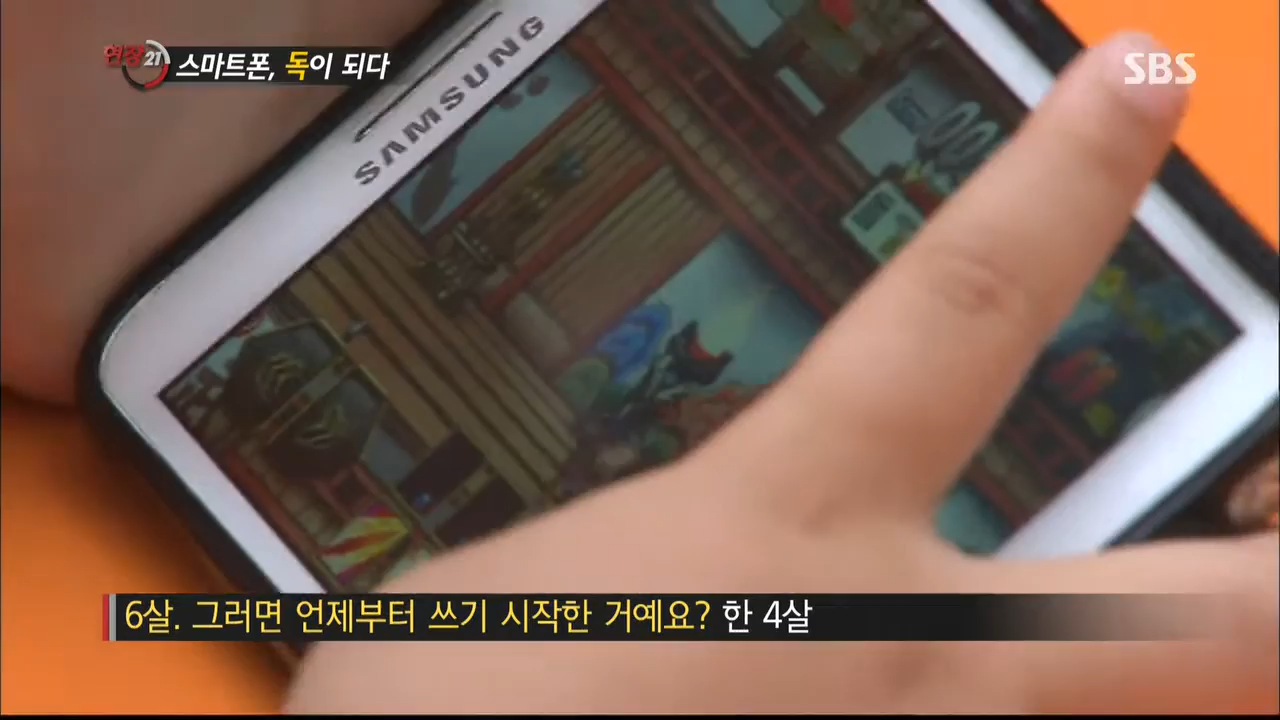 현장21 스마트폰, 독이 되다
SBS
SAMSUNG
6살. 그러면 언제부터 쓰기 시작한 거예요? 한 4살